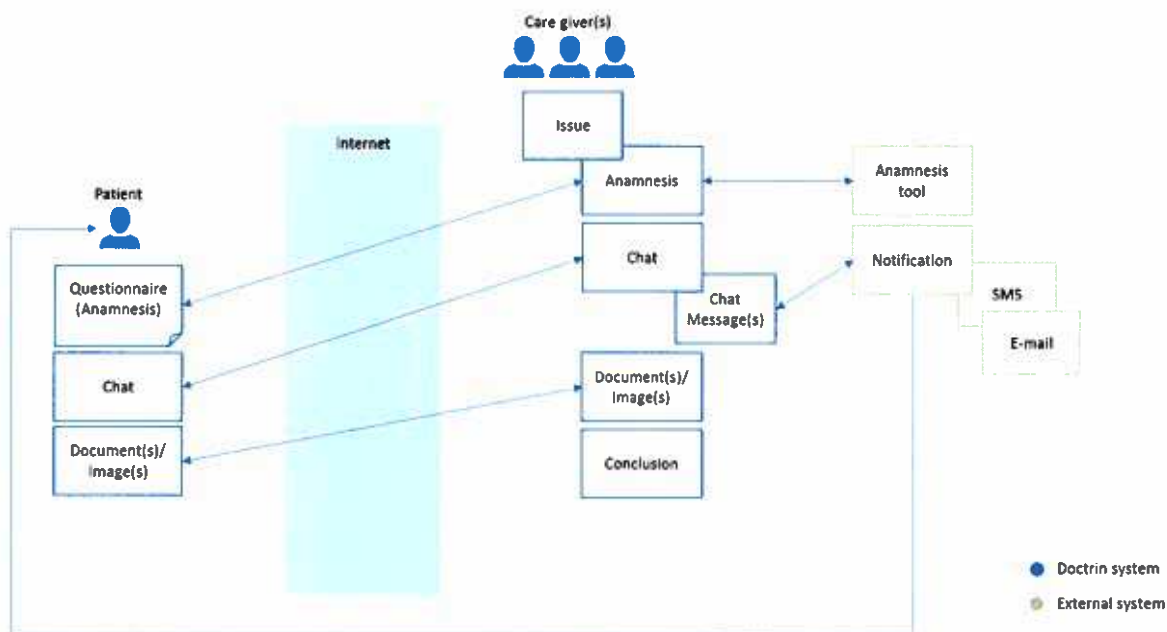 Care giver(s)
Issue
Internet
Anamnesis
Anamnesis
tool
Patient
Chat
Notification
Questionnaire
(Anamnesis)
Chat
Message(s)
SMS
E-mail
Chat
Document(s)/
Image(s)
Document(s)/
Image(s)
Conclusion
Doctrin system
External system